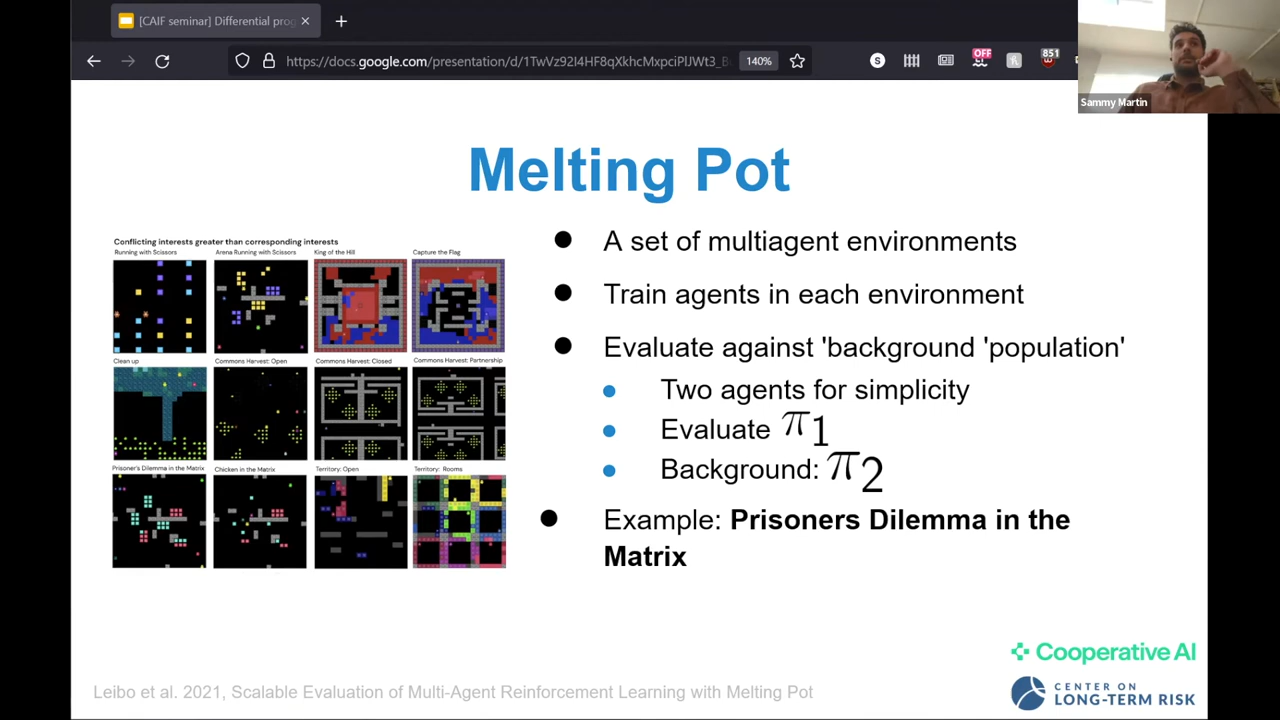 [CAIF seminar] Differential prog
https://docs.google.com/presentation/d/1TwVz92I4HF8qXkhcMxpciPlJWt3_B
140%
S
OFF
851
Sammy Martin
Melting Pot
Conflicting interests greater than corresponding interests
Running with Scissors
Arena Running with Scissors
King of the Hill
Capture the Flag
Clean up
Commons Harvest: Open
Commons Harvest: Closed
Commons Harvest: Partnership
Prisoner's Dilemma in the Matrix
Chicken in the Matrix
Territory: Open
Territory: Rooms
● A set of multiagent environments
● Train agents in each environment
● Evaluate against 'background 'population'
● Two agents for simplicity
● Evaluate π1
● Background: π2
● Example: Prisoners Dilemma in the
Matrix
Cooperative AI
CENTER ON
LONG-TERM RISK
Leibo et al. 2021, Scalable Evaluation of Multi-Agent Reinforcement Learning with Melting Pot